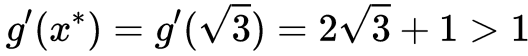 g′(x*) = g′(√3) = 2√3 + 1 > 1